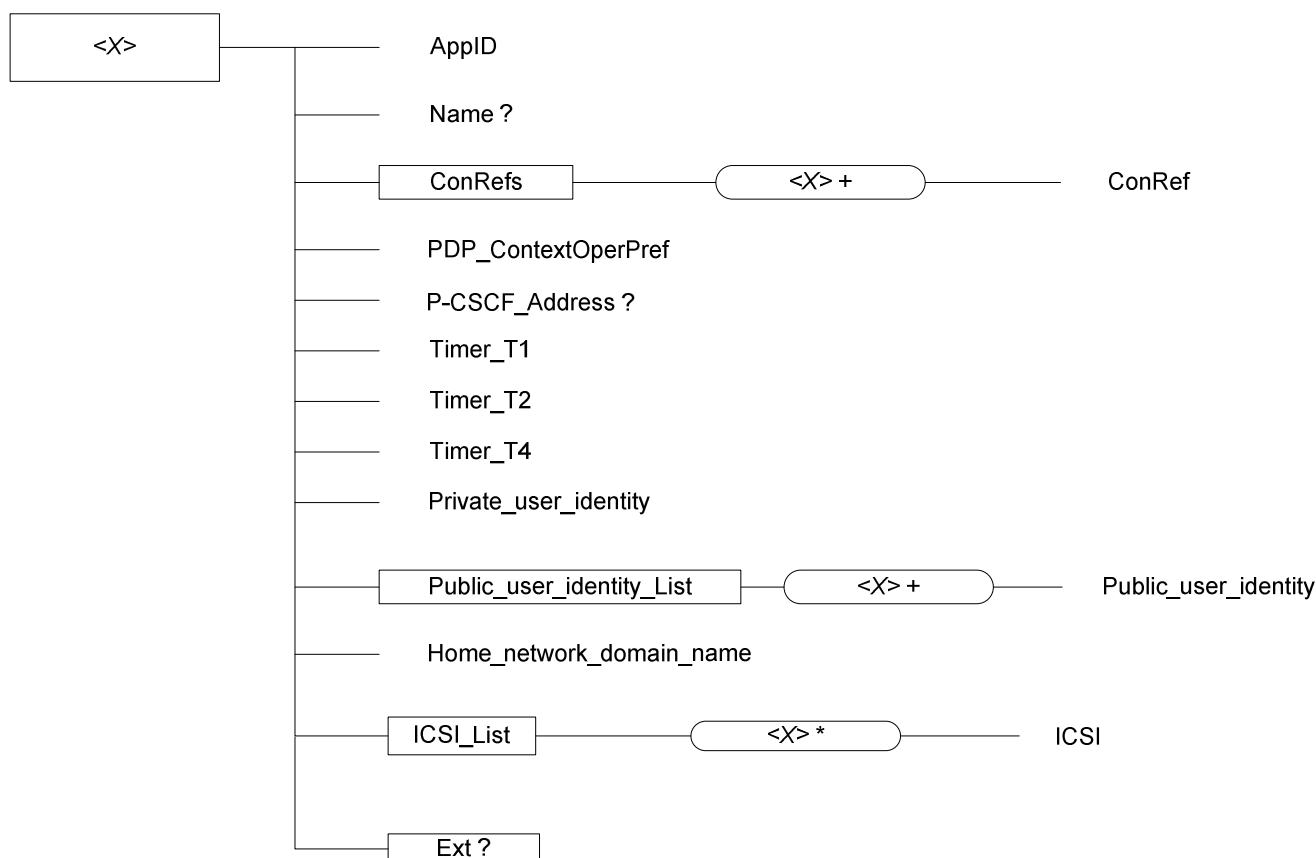 <X>
AppID
Name ?
ConRefs
<X> +
ConRef
PDP_ContextOperPref
P-CSCF_Address ?
Timer_T1
Timer_T2
Timer_T4
Private_user_identity
Public_user_identity_List
<X> +
Public_user_identity
Home_network_domain_name
ICSI_List
<X> *
ICSI
Ext ?